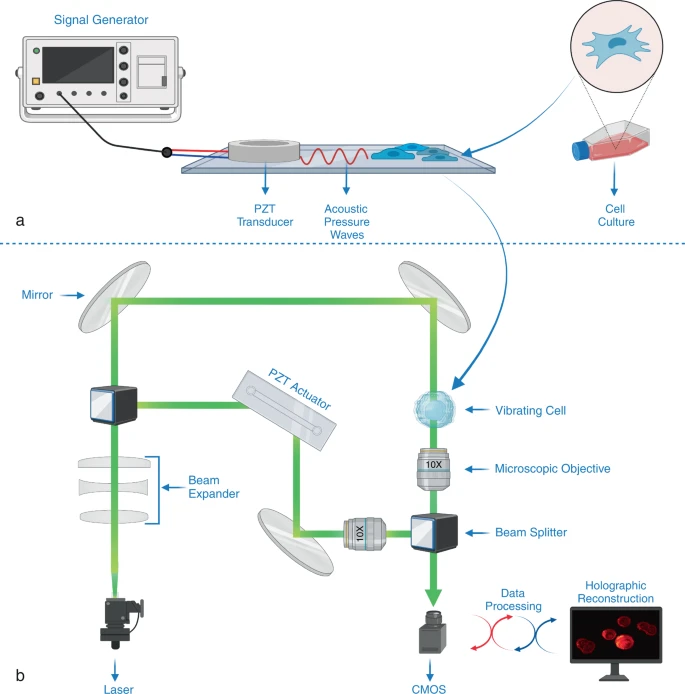 Signal Generator
PZT
Transducer
Acoustic
Pressure
Waves
Cell
Culture
a
Mirror
PZT Actuator
Vibrating Cell
10X
Microscopic Objective
Beam
Expander
10X
Beam Splitter
Data
Processing
Holographic
Reconstruction
b
Laser
CMOS